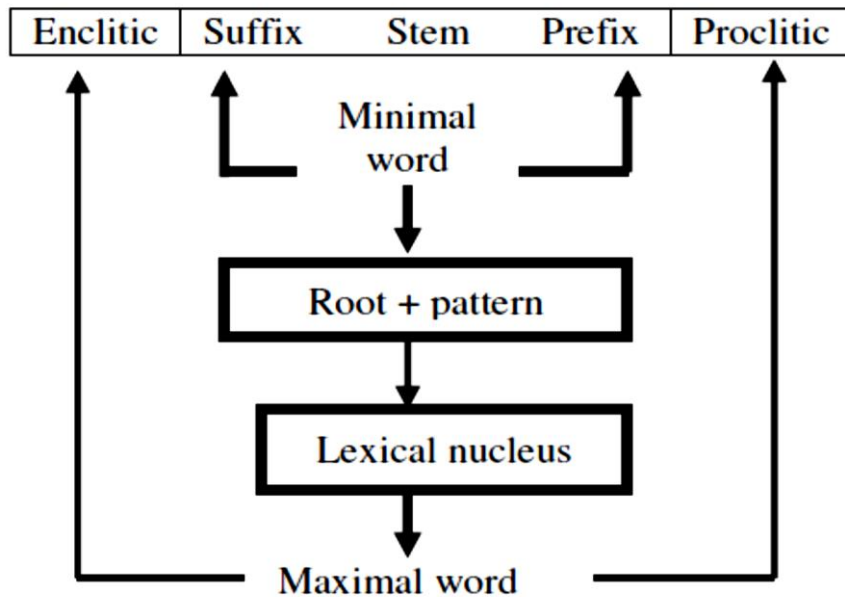 Enclitic Suffix Stem Prefix Proclitic
Minimal
word
Root + pattern
Lexical nucleus
Maximal word